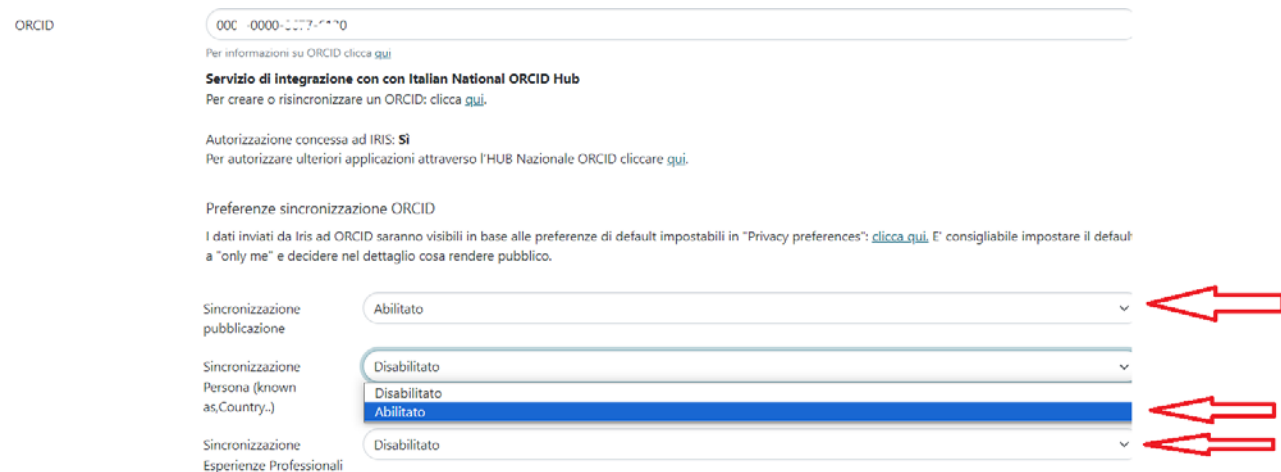 ORCID
Per informazioni su ORCID clicca qui
Servizio di integrazione con con Italian National ORCID Hub
Per creare o risincronizzare un ORCID: clicca qui.
Autorizzazione concessa ad IRIS: Sì
Per autorizzare ulteriori applicazioni attraverso l'HUB Nazionale ORCID cliccare qui.
Preferenze sincronizzazione ORCID
I dati inviati da Iris ad ORCID saranno visibili in base alle preferenze di default impostabili in "Privacy preferences": clicca qui. E' consigliabile impostare il default
a "only me" e decidere nel dettaglio cosa rendere pubblico.
Sincronizzazione
pubblicazione
Abilitato
Sincronizzazione
Persona (known
as,Country..)
Disabilitato
Disabilitato
Abilitato
Sincronizzazione
Esperienze Professionali
Disabilitato